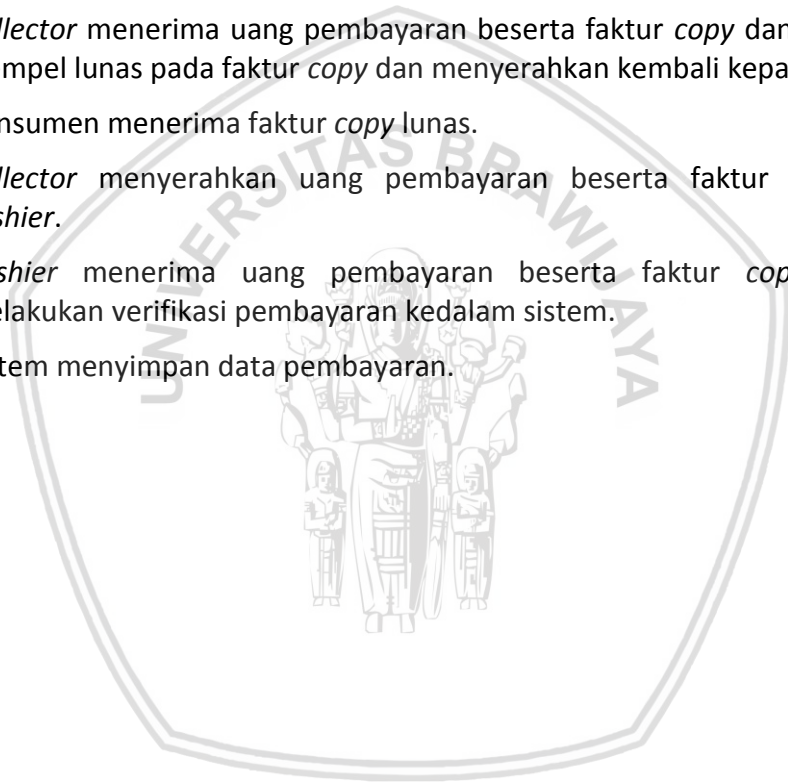 llector menerima uang pembayaran beserta faktur copy dan
mpel lunas pada faktur copy dan menyerahkan kembali kepa
nsumen menerima faktur copy lunas.
llector menyerahkan uang pembayaran beserta faktur
shier.
shier menerima uang pembayaran beserta faktur cop
elakukan verifikasi pembayaran kedalam sistem.
tem menyimpan data pembayaran.
UNIVERSITAS BRAWIJAYA